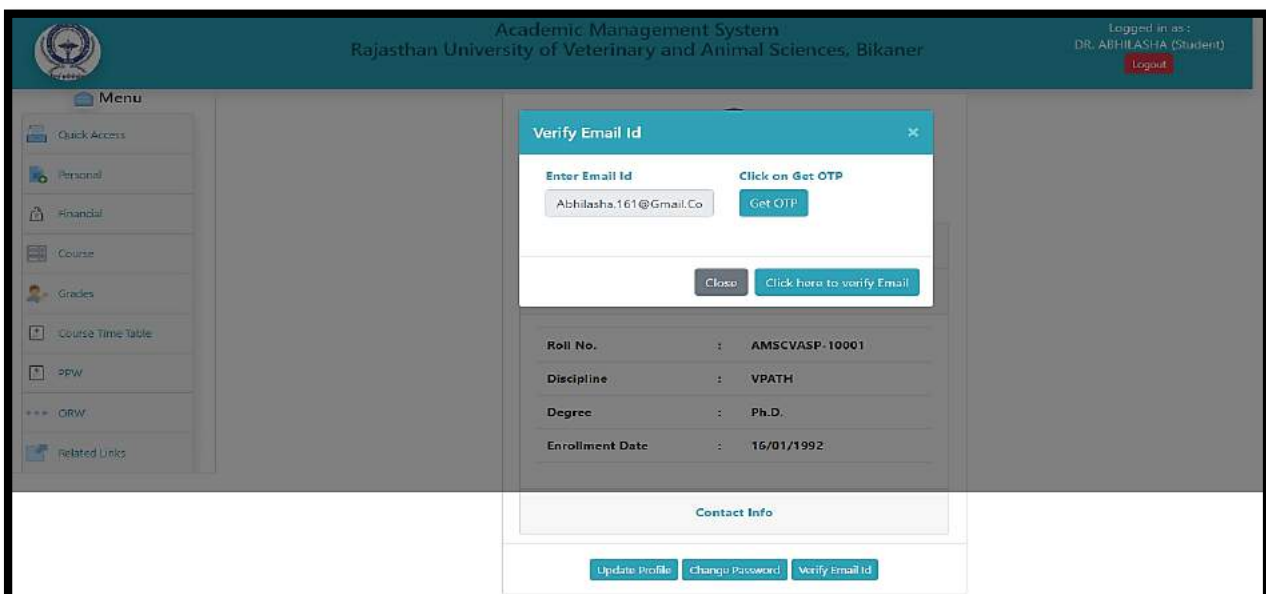 Academic Management System
Rajasthan University of Veterinary and Animal Sciences, Bikaner
Logged in as :
DR. ABHILASHA (Student)
Logout
Menu
Quick Access
Personal
Financial
Course
Grades
Course Time Table
PPW
ORW
Related Links
Verify Email Id ×
Enter Email Id Click on Get OTP
Abhilasha.161@Gmail.Co Get OTP
Close Click here to verify Email
Roll No. : AMSCVASP-10001
Discipline : VPATH
Degree : Ph.D.
Enrollment Date : 16/01/1992
Contact Info
Update Profile Change Password Verify Email Id